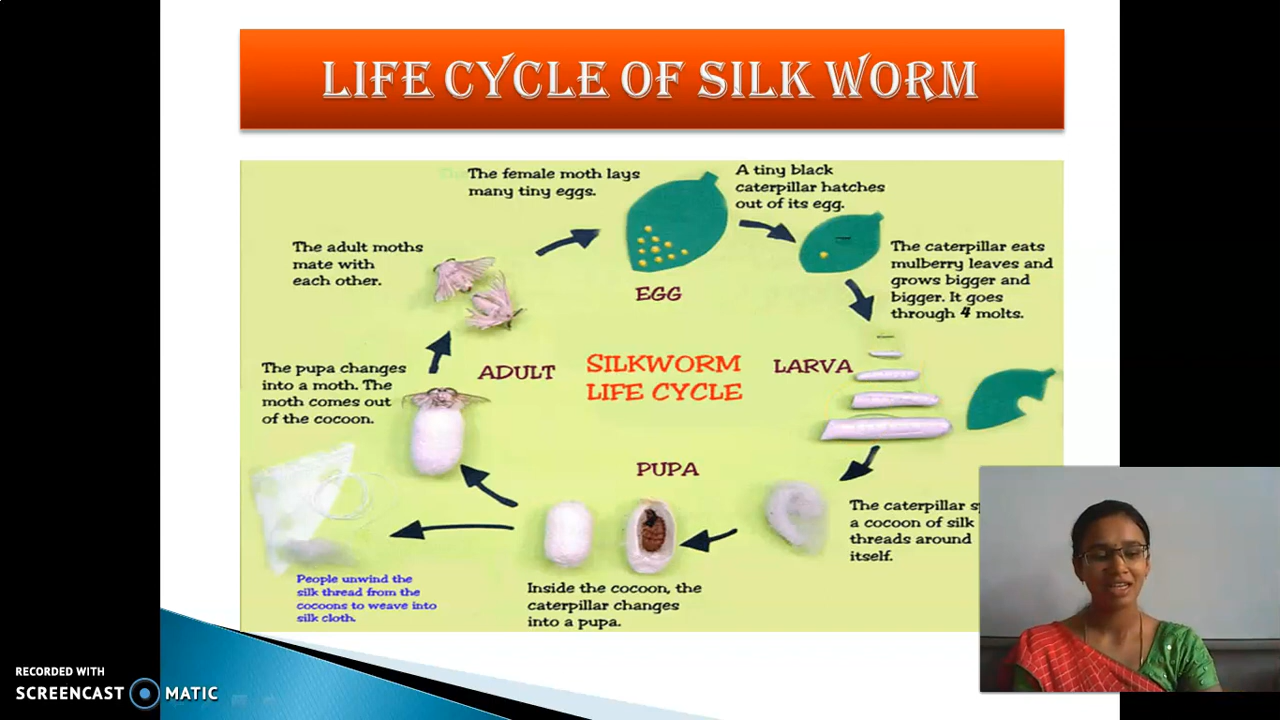 LIFE CYCLE OF SILK WORM
The female moth lays
many tiny eggs.
A tiny black
caterpillar hatches
out of its egg.
The adult moths
mate with
each other.
The caterpillar eats
mulberry leaves and
grows bigger and
bigger. It goes
through 4 molts.
EGG
The pupa changes
into a moth. The
moth comes out
of the cocoon.
ADULT
SILKWORM
LIFE CYCLE
LARVA
PUPA
The caterpillar
a cocoon of silk
threads around
itself.
People unwind the
silk thread from the
cocoons to weave into
silk cloth.
Inside the cocoon, the
caterpillar changes
into a pupa.
RECORDED WITH
SCREENCAST MATIC